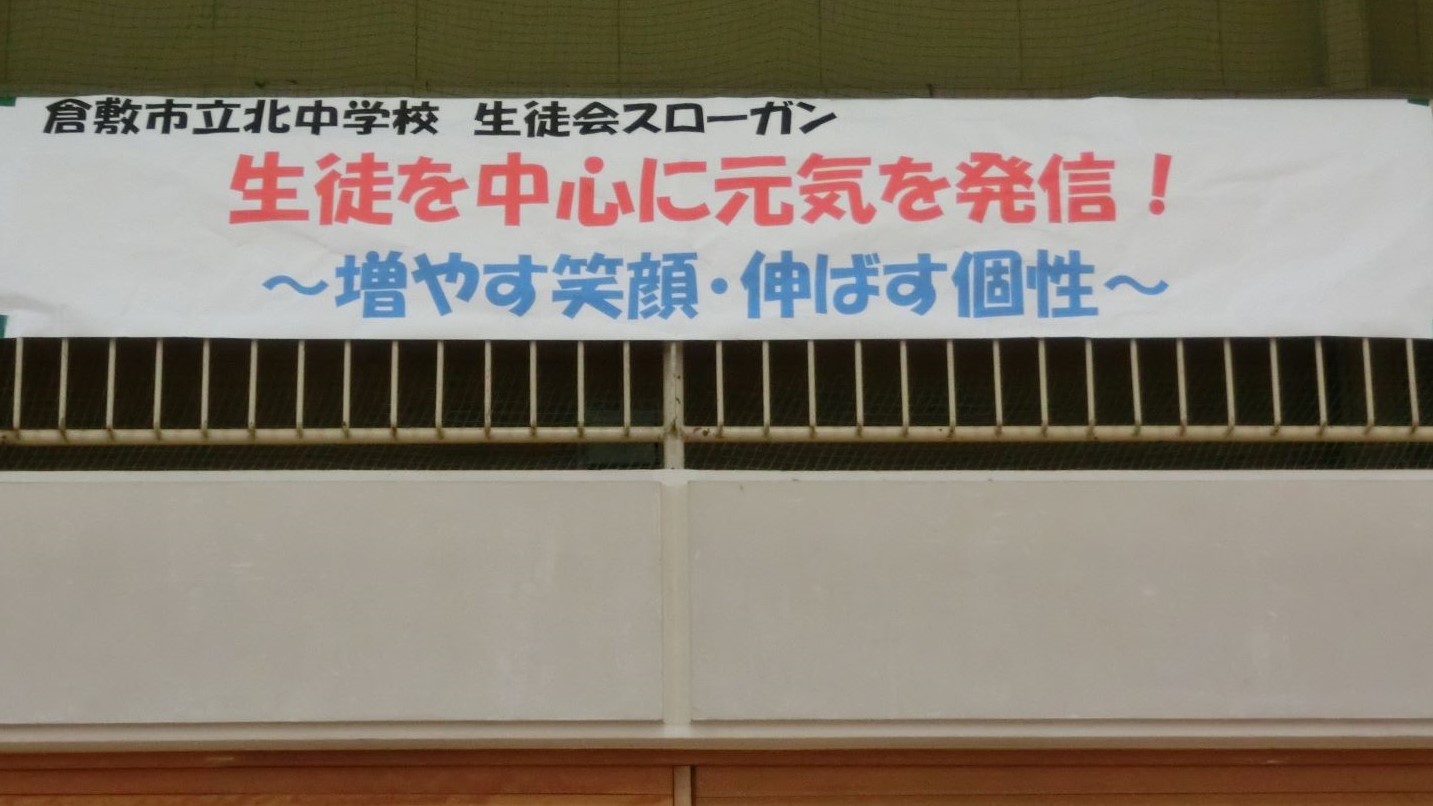 倉敷市立北中学校 生徒会スローガン
生徒を中心に元気を発信！
～増やす笑顔・伸ばす個性～